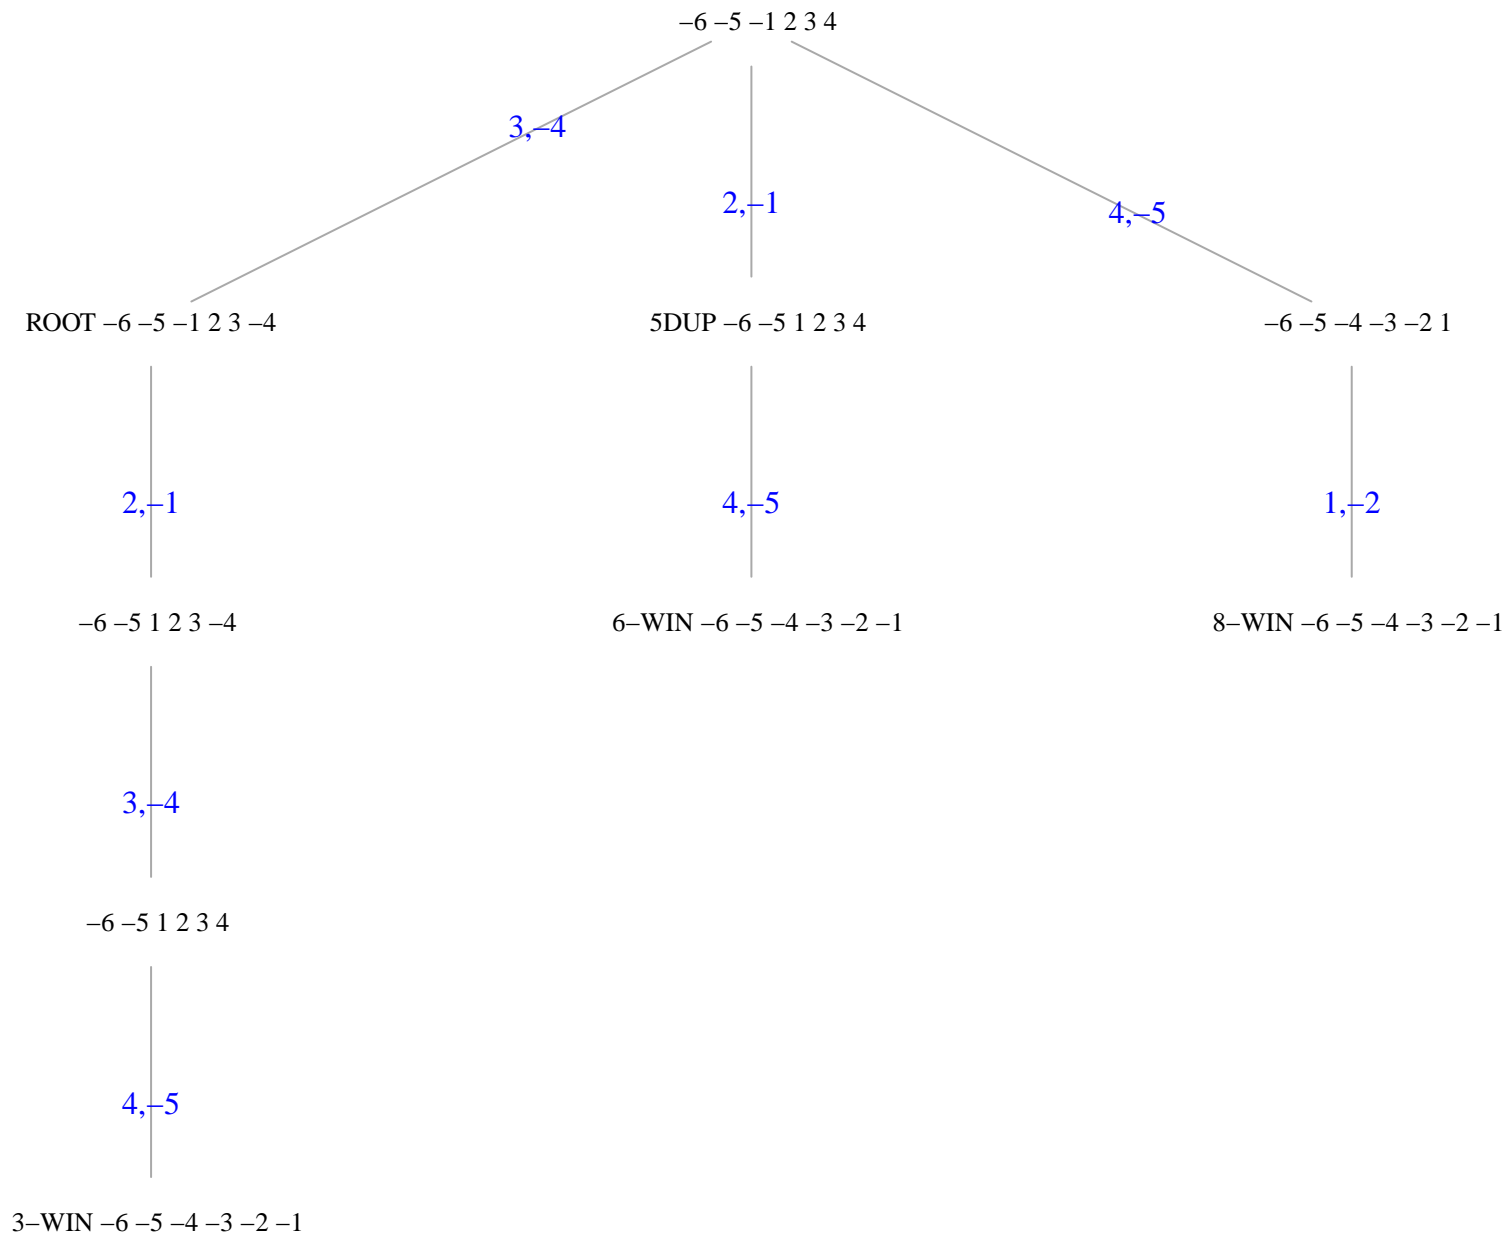 –6 –5 –1 2 3 4
3,–4
2,–1
4,–5
ROOT –6 –5 –1 2 3 –4
5DUP –6 –5 1 2 3 4
–6 –5 –4 –3 –2 1
2,–1
4,–5
1,–2
–6 –5 1 2 3 –4
6–WIN –6 –5 –4 –3 –2 –1
8–WIN –6 –5 –4 –3 –2 –1
3,–4
–6 –5 1 2 3 4
4,–5
3–WIN –6 –5 –4 –3 –2 –1